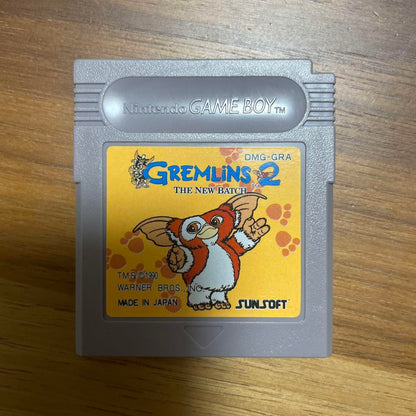 Nintendo GAME BOY™
DMG-GRA
GREMLINS 2
THE NEW BATCH
TM & ©1990
WARNER BROS. INC.
MADE IN JAPAN
SUNSOFT